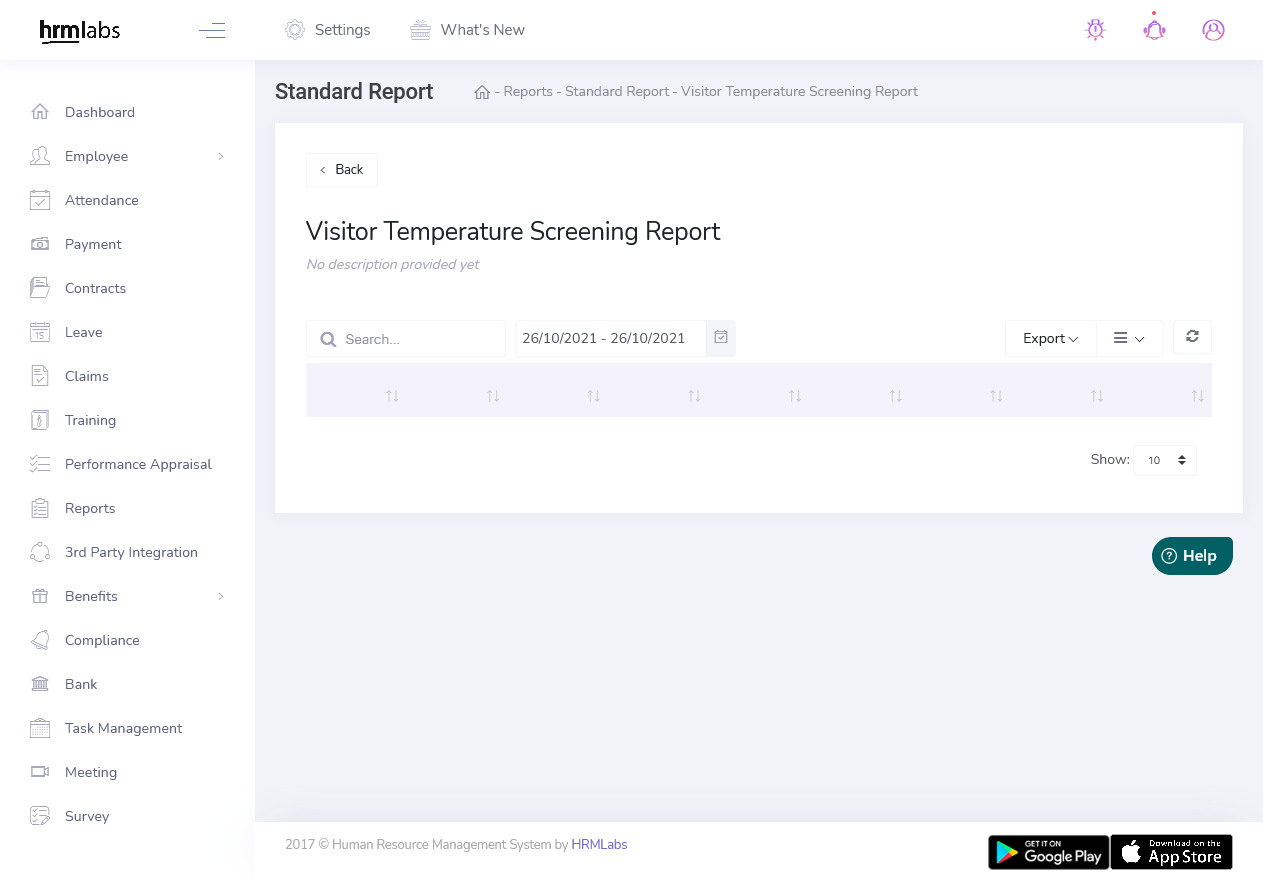 hrmlabs
Settings
What's New
Dashboard
Employee
Attendance
Payment
Contracts
Leave
Claims
Training
Performance Appraisal
Reports
3rd Party Integration
Benefits
Compliance
Bank
Task Management
Meeting
Survey
Standard Report
- Reports - Standard Report - Visitor Temperature Screening Report
Back
Visitor Temperature Screening Report
No description provided yet
Search...
26/10/2021 - 26/10/2021
Export
Show: 10
Help
2017 © Human Resource Management System by HRMLabs
GET IT ON
Google Play
Download on the
App Store